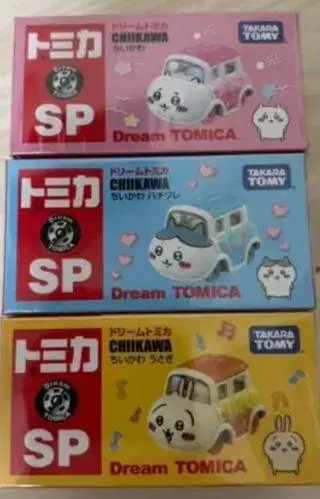 トミカ
SP
ドリームトミカ
CHIIKAWA
ちいかわ
TAKARA
TOMY
Dream TOMICA
トミカ
Dream
TOMICA
SP
ドリームトミカ
CHIIKAWA
ちいかわ ハチワレ
TAKARA
TOMY
Dream TOMICA
トミカ
Dream
TOMICA
SP
ドリームトミカ
CHIIKAWA
ちいかわ うさぎ
TAKARA
TOMY
Dream TOMICA